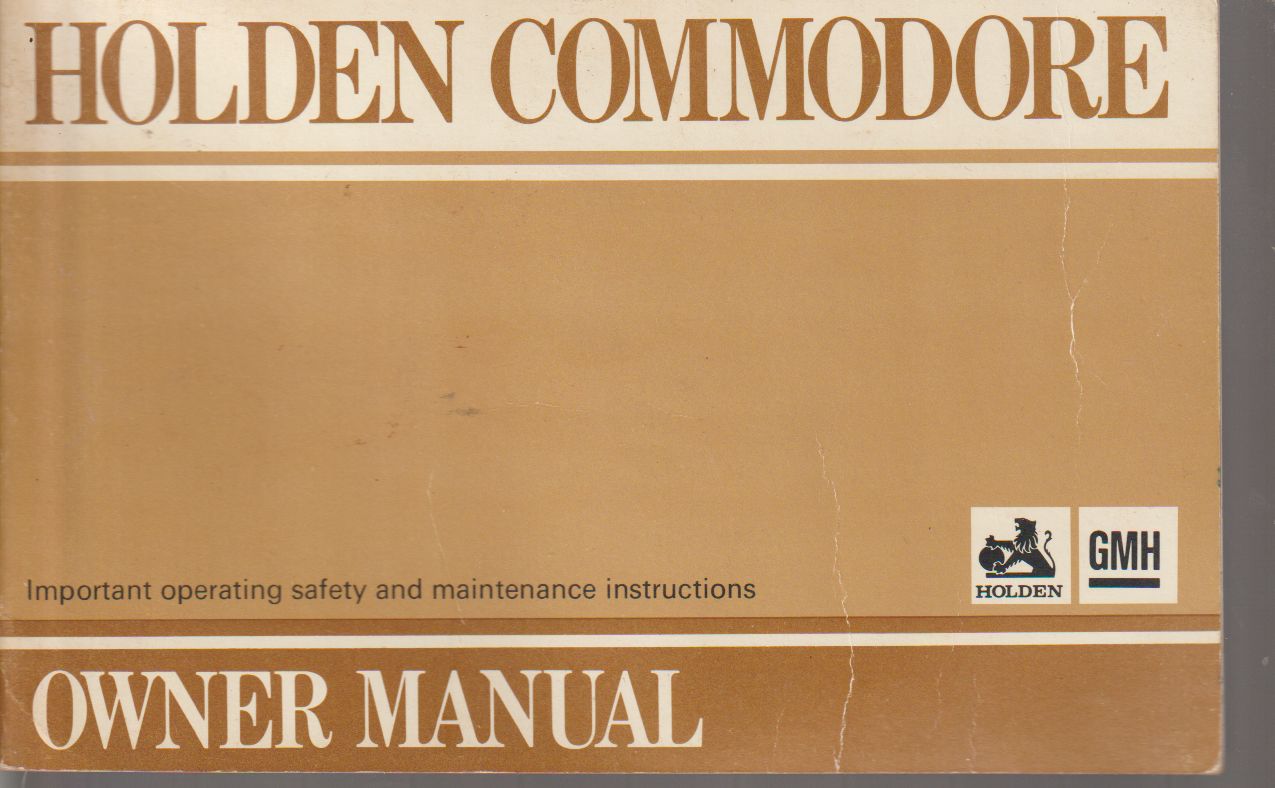 HOLDEN COMMODORE
Important operating safety and maintenance instructions
HOLDEN
GMH
OWNER MANUAL